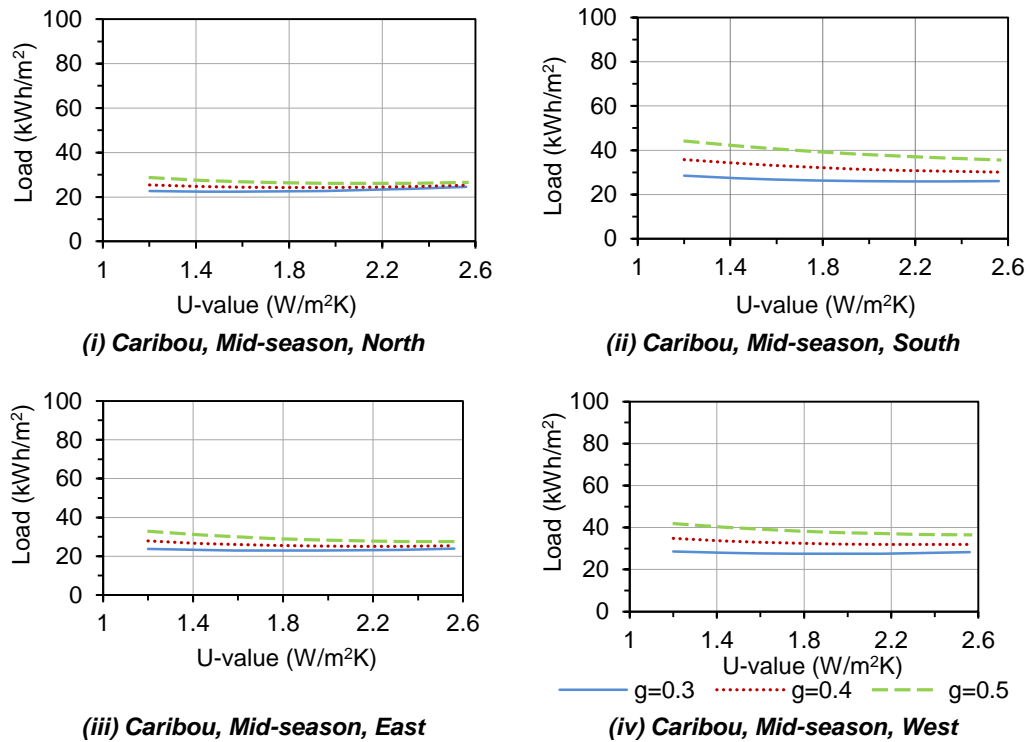 100
80
60
40
20
0
Load (kWh/m²)
1 1.4 1.8 2.2 2.6
U-value (W/m²K)
(i) Caribou, Mid-season, North
100
80
60
40
20
0
Load (kWh/m²)
1 1.4 1.8 2.2 2.6
U-value (W/m²K)
(ii) Caribou, Mid-season, South
100
80
60
40
20
0
Load (kWh/m²)
1 1.4 1.8 2.2 2.6
U-value (W/m²K)
(iii) Caribou, Mid-season, East
100
80
60
40
20
0
Load (kWh/m²)
1 1.4 1.8 2.2 2.6
U-value (W/m²K)
g=0.3 g=0.4 g=0.5
(iv) Caribou, Mid-season, West